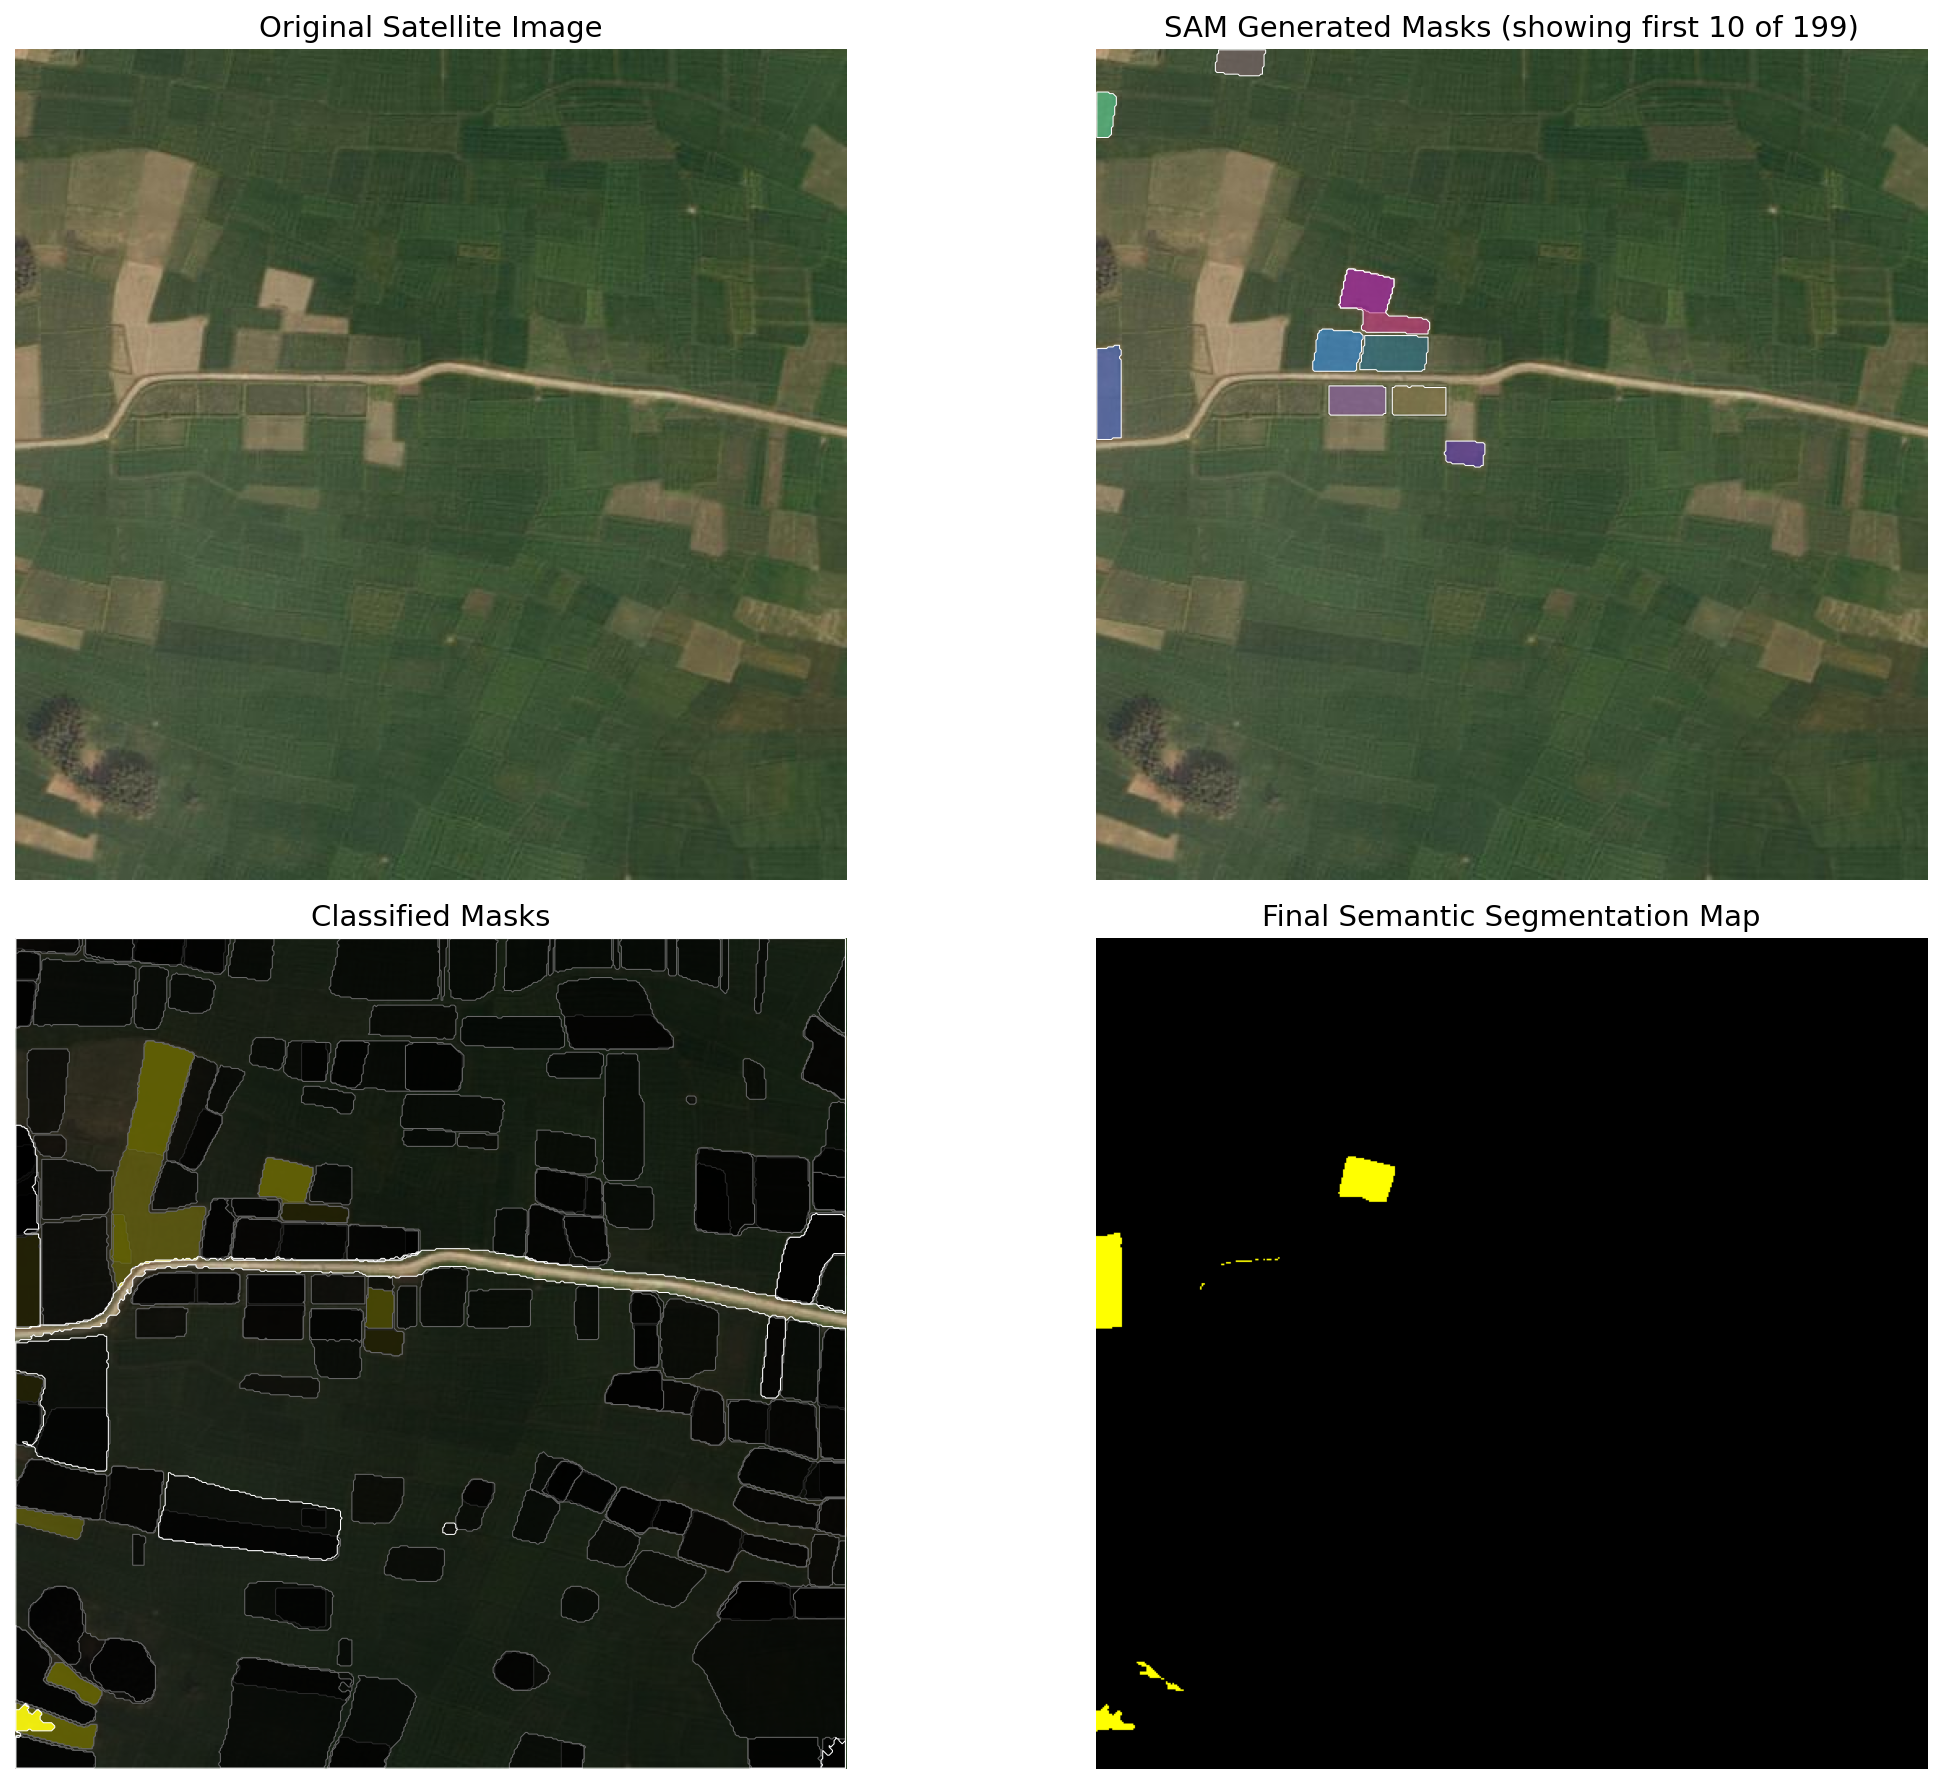 Original Satellite Image
SAM Generated Masks (showing first 10 of 199)
Classified Masks
Final Semantic Segmentation Map